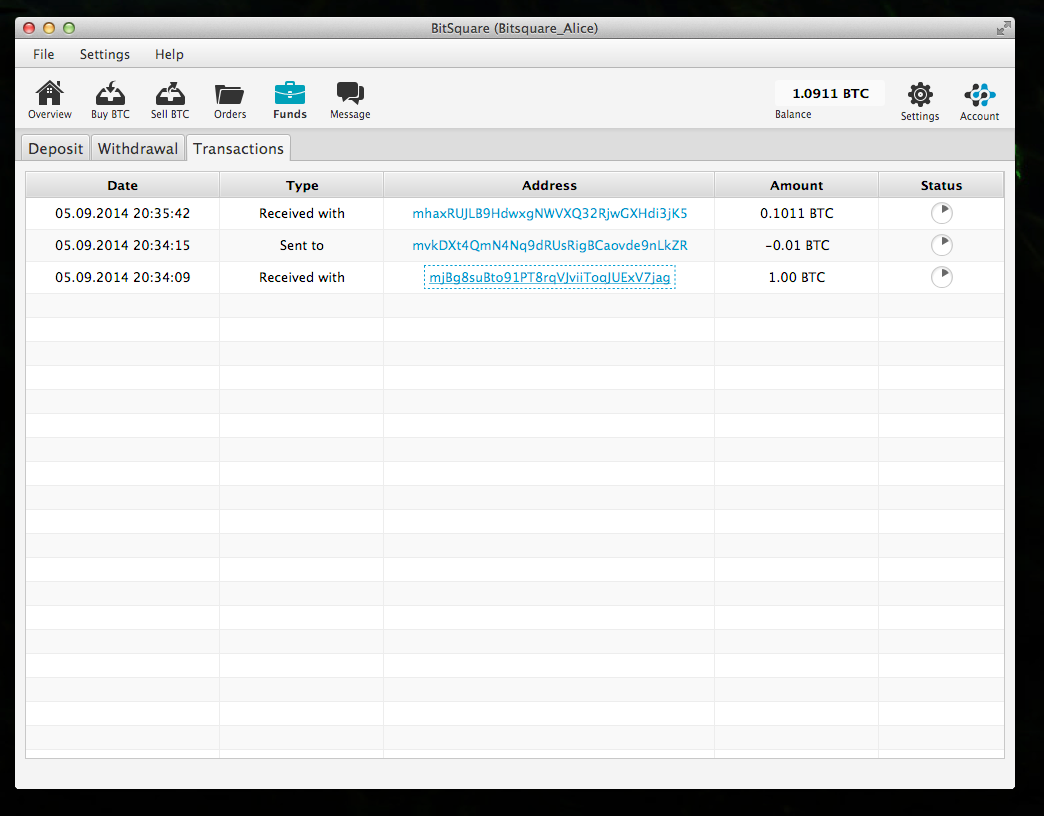 BitSquare (Bitsquare_Alice)
File Settings Help
1.0911 BTC
Overview Buy BTC Sell BTC Orders Funds Message Balance Settings Account
Deposit Withdrawal Transactions
Date Type Address Amount Status
05.09.2014 20:35:42 Received with mhaxRUJLB9HdwxgNWVXQ32RjwGXHdi3jK5 0.1011 BTC
05.09.2014 20:34:15 Sent to mvkDXt4QmN4Nq9dRUsRigBCaovde9nLkZR -0.01 BTC
05.09.2014 20:34:09 Received with mjBg8suBto91PT8rqVJviiToqJUExV7jag 1.00 BTC